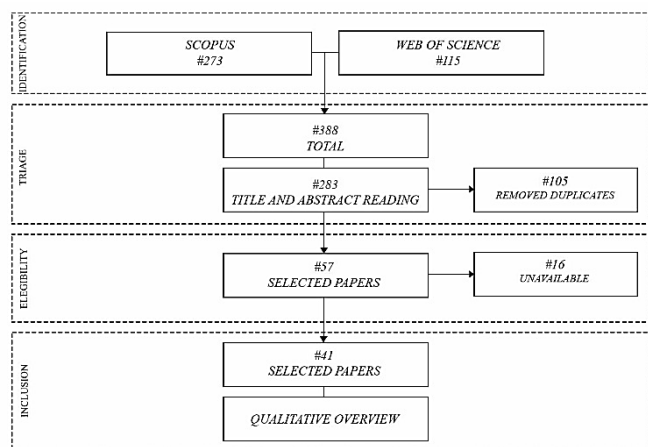 IDENTIFICATION
SCOPUS
#273
WEB OF SCIENCE
#115
TRIAGE
#388
TOTAL
#283
TITLE AND ABSTRACT READING
#105
REMOVED DUPLICATES
ELEGIBILITY
#57
SELECTED PAPERS
#16
UNAVAILABLE
INCLUSION
#41
SELECTED PAPERS
QUALITATIVE OVERVIEW